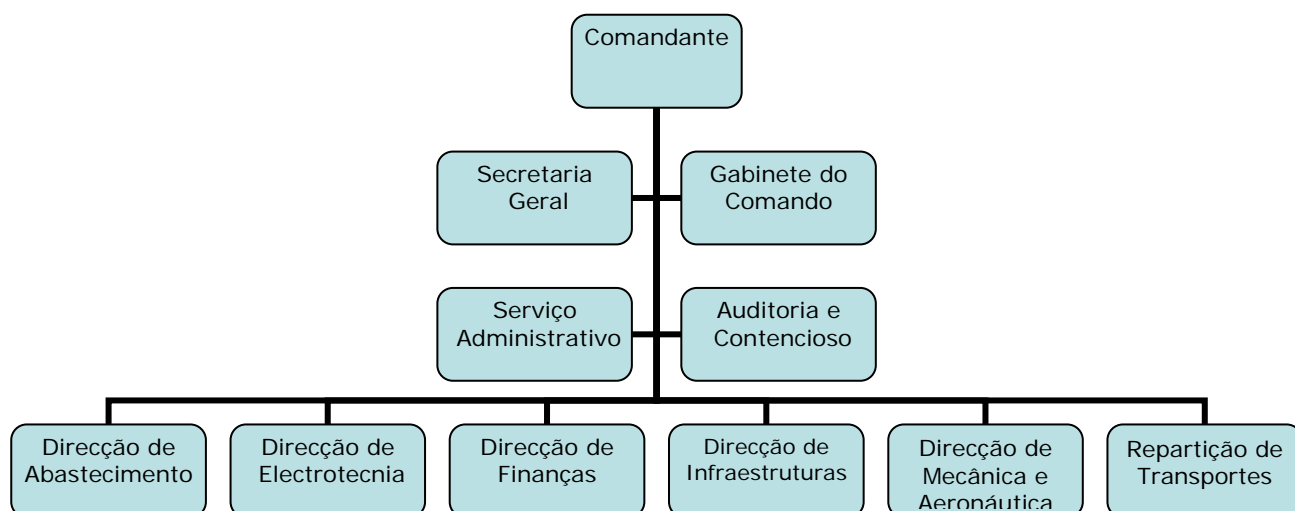 Comandante
Secretaria
Geral
Gabinete do
Comando
Serviço
Administrativo
Auditoria e
Contencioso
Direcção de
Abastecimento
Direcção de
Electrotecnia
Direcção de
Finanças
Direcção de
Infraestruturas
Direcção de
Mecânica e
Aeronáutica
Repartição de
Transportes